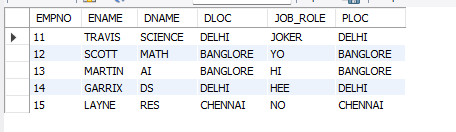 EMPNO ENAME DNAME DLOC JOB_ROLE PLOC
11 TRAVIS SCIENCE DELHI JOKER DELHI
12 SCOTT MATH BANGLORE YO BANGLORE
13 MARTIN AI BANGLORE HI BANGLORE
14 GARRIX DS DELHI HEE DELHI
15 LAYNE RES CHENNAI NO CHENNAI